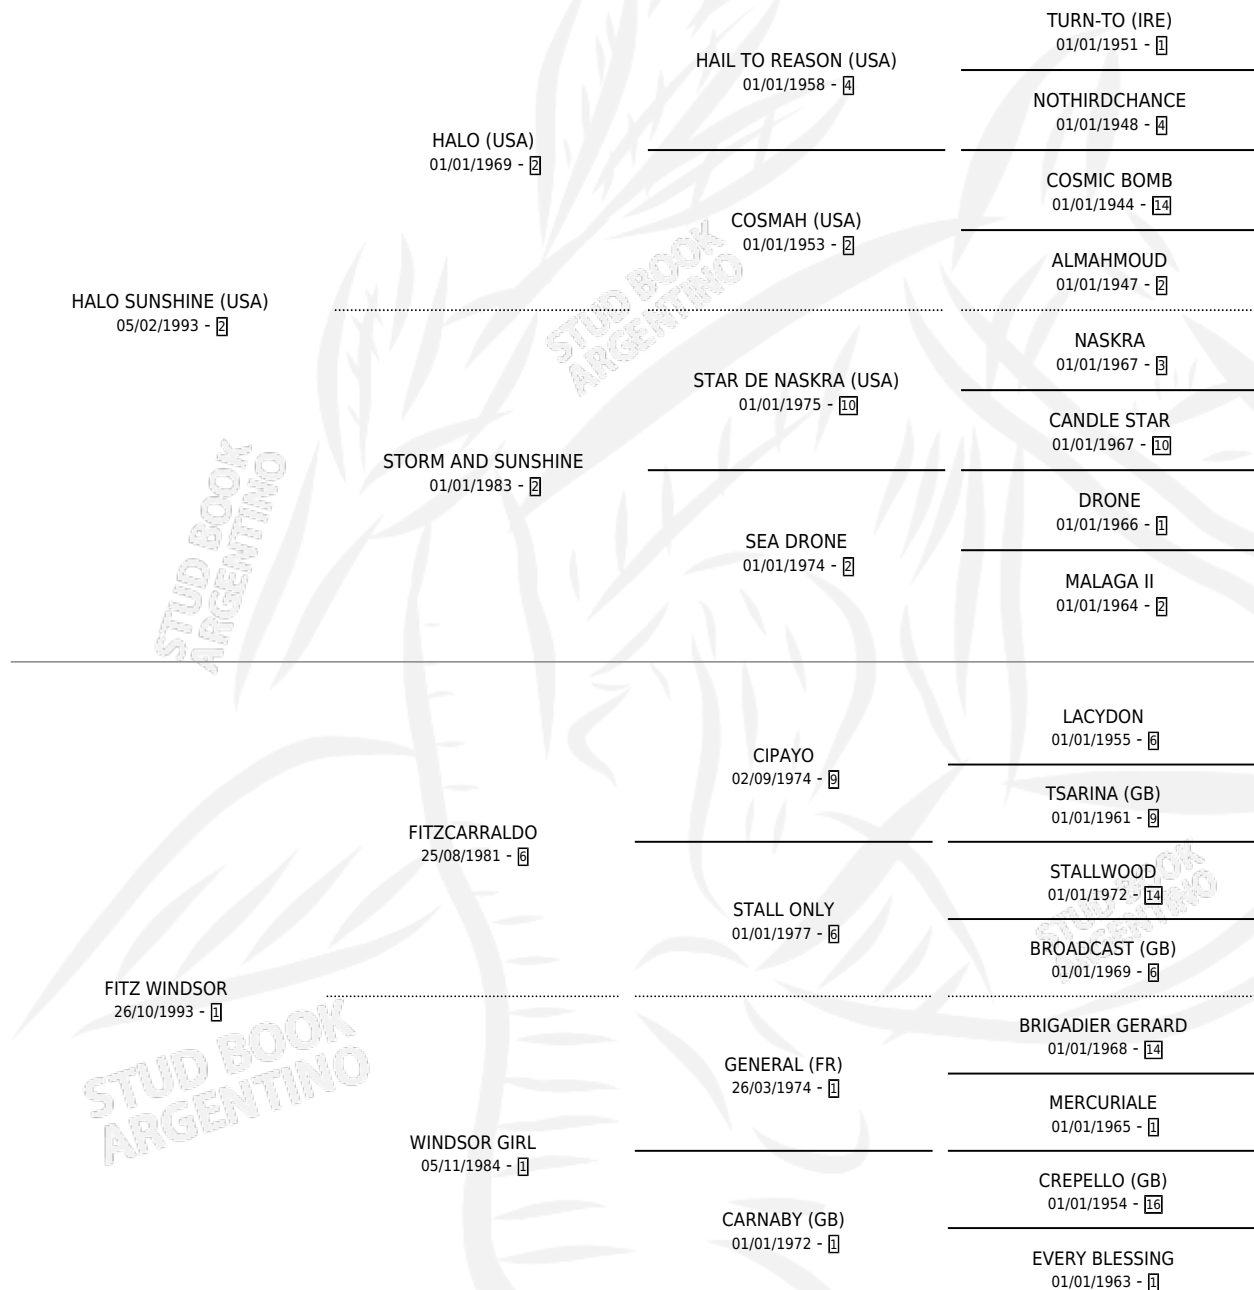 TURN-TO (IRE)
01/01/1951 - 1
HAIL TO REASON (USA)
01/01/1958 - 4
NOTHIRDCHANCE
01/01/1948 - 4
HALO (USA)
01/01/1969 - 2
COSMIC BOMB
01/01/1944 - 14
COSMAH (USA)
01/01/1953 - 2
ALMAHMOUD
01/01/1947 - 2
HALO SUNSHINE (USA)
05/02/1993 - 2
STUD BOOK
ARGENTINO
NASKRA
01/01/1967 - 3
STAR DE NASKRA (USA)
01/01/1975 - 10
CANDLE STAR
01/01/1967 - 10
STORM AND SUNSHINE
01/01/1983 - 2
DRONE
01/01/1966 - 1
SEA DRONE
01/01/1974 - 2
MALAGA II
01/01/1964 - 2
STUD BOOK
ARGENTINO
LACYDON
01/01/1955 - 6
CIPAYO
02/09/1974 - 9
TSARINA (GB)
01/01/1961 - 9
FITZCARRALDO
25/08/1981 - 6
STALLWOOD
01/01/1972 - 14
STALL ONLY
01/01/1977 - 6
BROADCAST (GB)
01/01/1969 - 6
STUD BOOK
ARGENTINO
FITZ WINDSOR
26/10/1993 - 1
BRIGADIER GERARD
01/01/1968 - 14
GENERAL (FR)
26/03/1974 - 1
MERCURIALE
01/01/1965 - 1
STUD BOOK
ARGENTINO
WINDSOR GIRL
05/11/1984 - 1
CREPELLO (GB)
01/01/1954 - 16
CARNABY (GB)
01/01/1972 - 1
EVERY BLESSING
01/01/1963 - 1